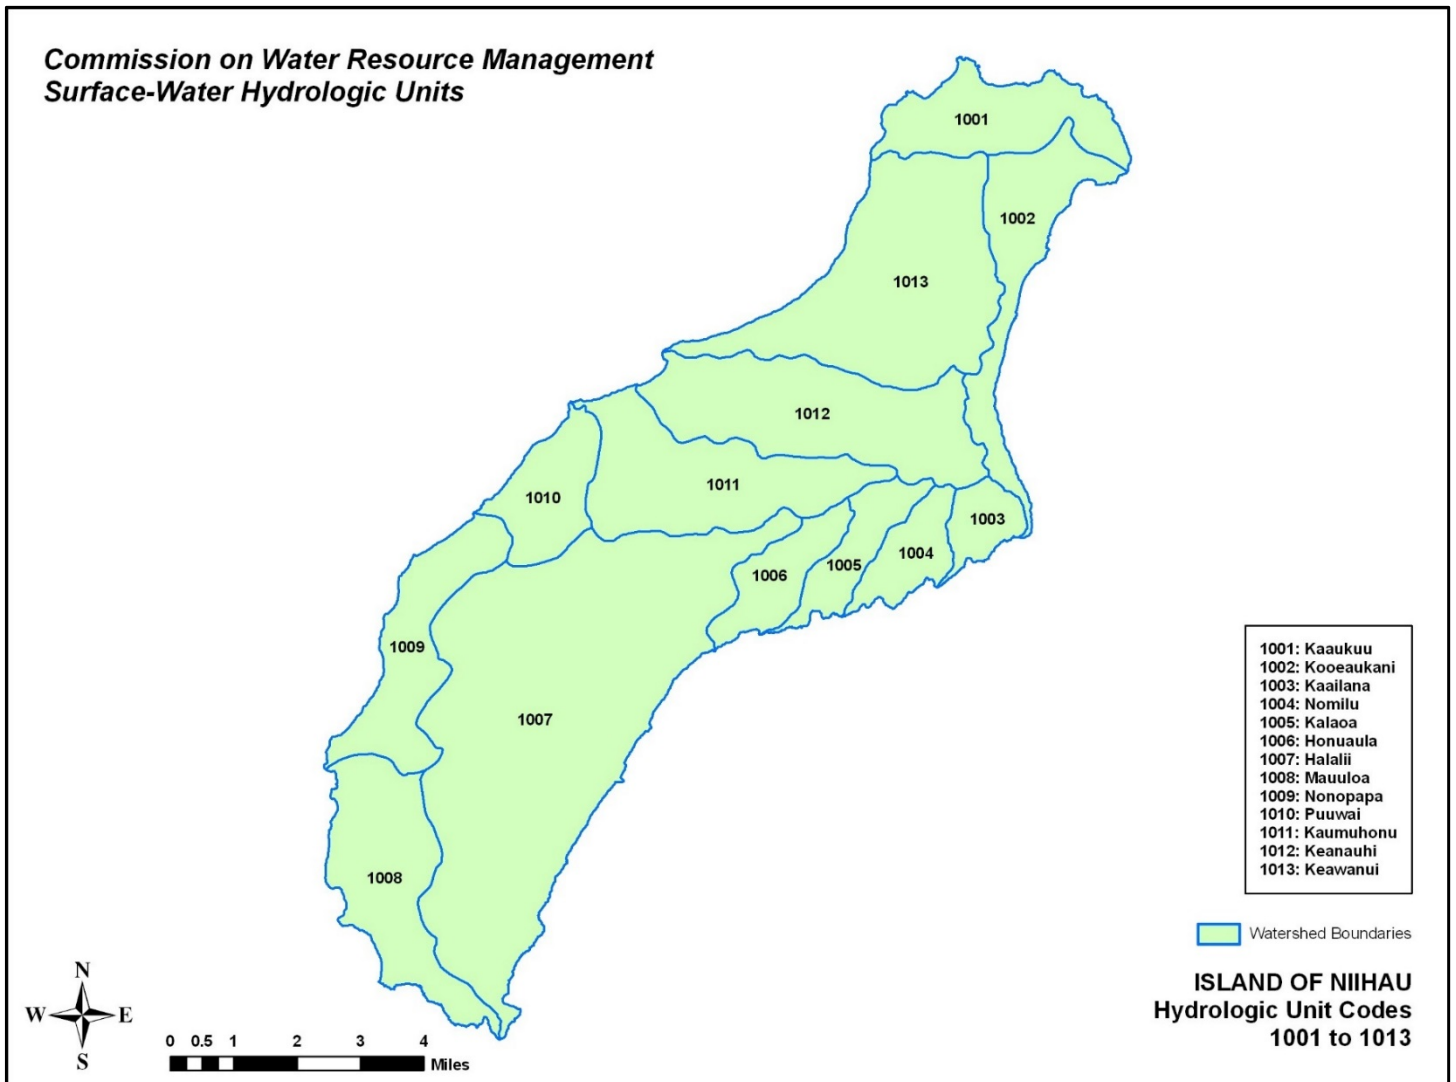 Commission on Water Resource Management
Surface-Water Hydrologic Units
1001
1002
1013
1012
1011
1010
1003
1004
1005
1006
1009
1007
1008
1001: Kaaukuu
1002: Kooeaukani
1003: Kaailana
1004: Nomilu
1005: Kalaoa
1006: Honuaula
1007: Halalii
1008: Mauuloa
1009: Nonopapa
1010: Puuwai
1011: Kaumuhonu
1012: Keanauhi
1013: Keawanui
Watershed Boundaries
ISLAND OF NIIHAU
Hydrologic Unit Codes
1001 to 1013
N
W E
S
0 0.5 1 2 3 4
Miles